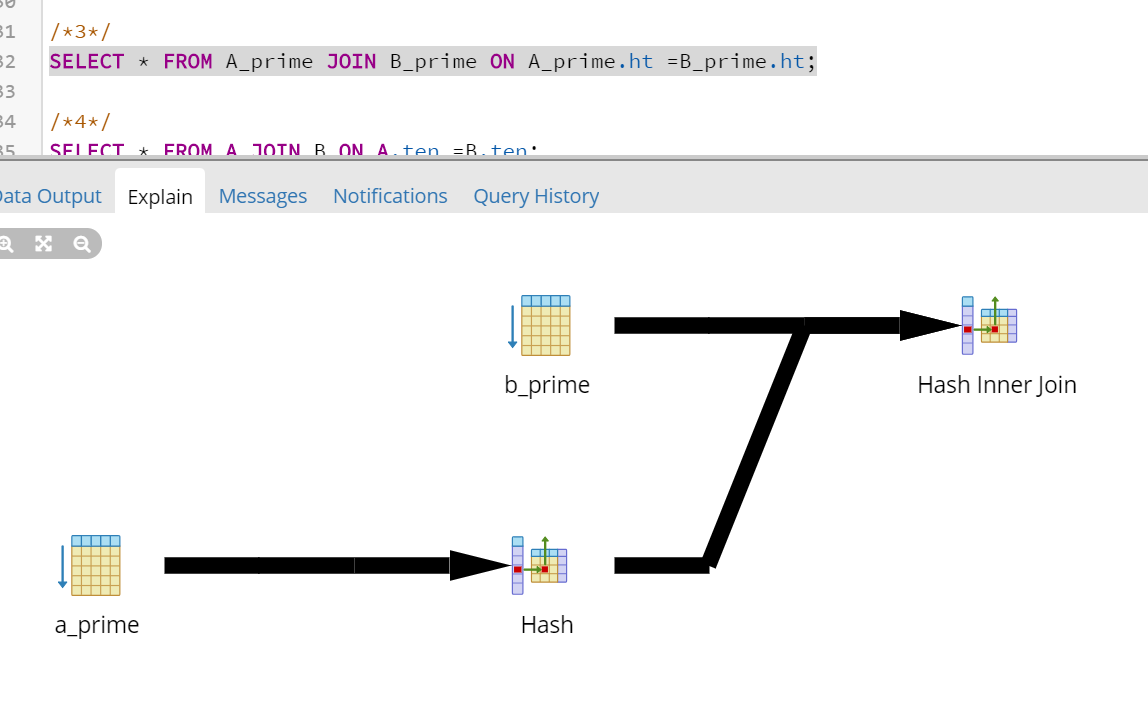 31 /*3*/
32 SELECT * FROM A_prime JOIN B_prime ON A_prime.ht =B_prime.ht;
33
34 /*4*/
35 SELECT * FROM A JOIN B ON A.ten =B.ten;
Data Output Explain Messages Notifications Query History
b_prime
Hash Inner Join
a_prime
Hash